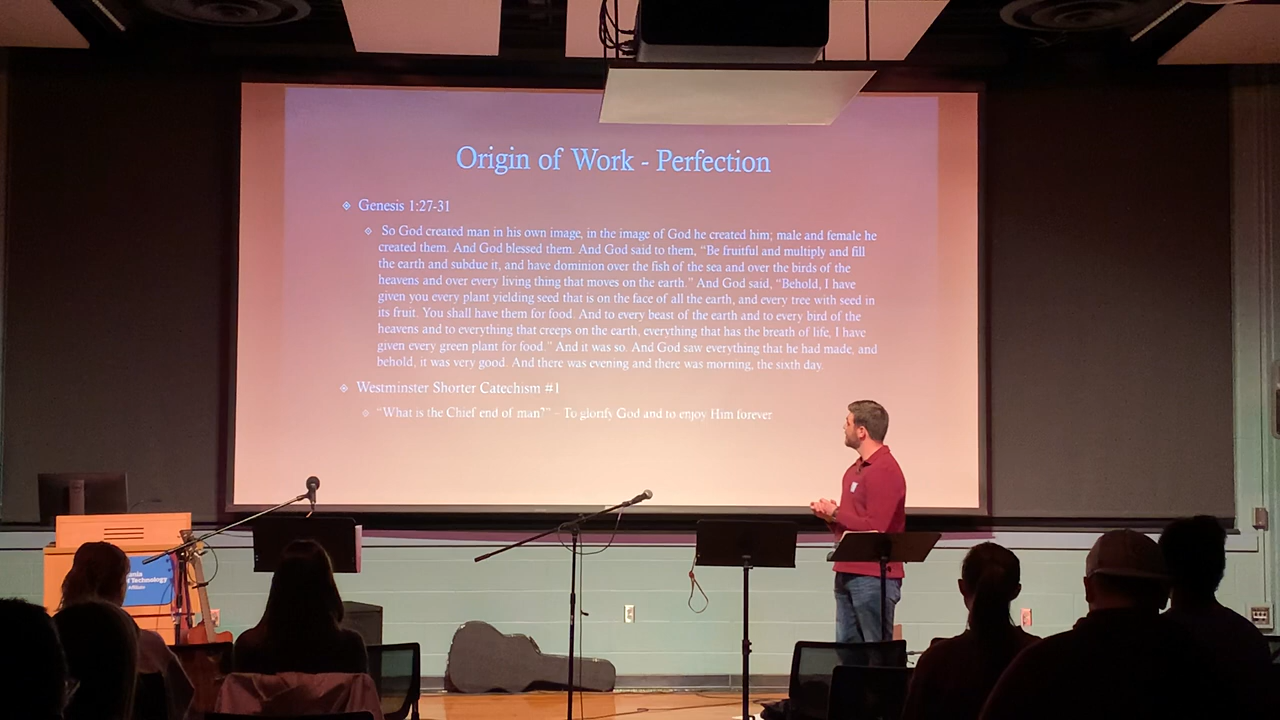 Origin of Work - Perfection
Genesis 1:27-31
So God created man in his own image, in the image of God he created him; male and female he
created them. And God blessed them. And God said to them, “Be fruitful and multiply and fill
the earth and subdue it, and have dominion over the fish of the sea and over the birds of the
heavens and over every living thing that moves on the earth.” And God said, “Behold, I have
given you every plant yielding seed that is on the face of all the earth, and every tree with seed in
its fruit. You shall have them for food. And to every beast of the earth and to every bird of the
heavens and to everything that creeps on the earth, everything that has the breath of life, I have
given every green plant for food.” And it was so. And God saw everything that he had made, and
behold, it was very good. And there was evening and there was morning, the sixth day.
Westminster Shorter Catechism #1
“What is the Chief end of man?” – To glorify God and to enjoy Him forever
Technology
Affiliate